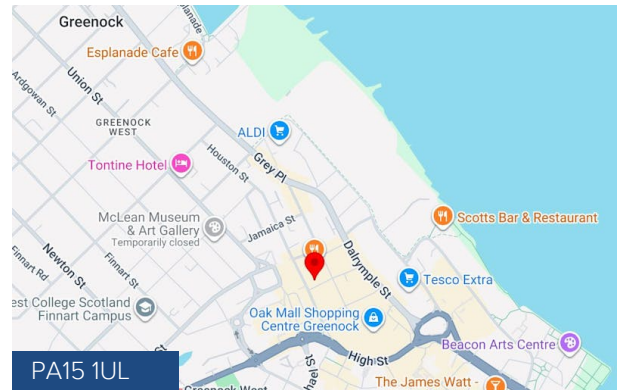 Greenock
Esplanade Cafe
Union St
Ardgowan St
GREENOCK
WEST
ALDI
Tontine Hotel
Houston St
Grey Pl
McLean Museum
& Art Gallery
Temporarily closed
Jamaica St
Scotts Bar & Restaurant
Newton St
Finnart St
Finnart Rd
Dalrymple St
Tesco Extra
est College Scotland
Finnart Campus
Oak Mall Shopping
Centre Greenock
Beacon Arts Centre
High St
PA15 1UL
Greenock West
The James Watt -